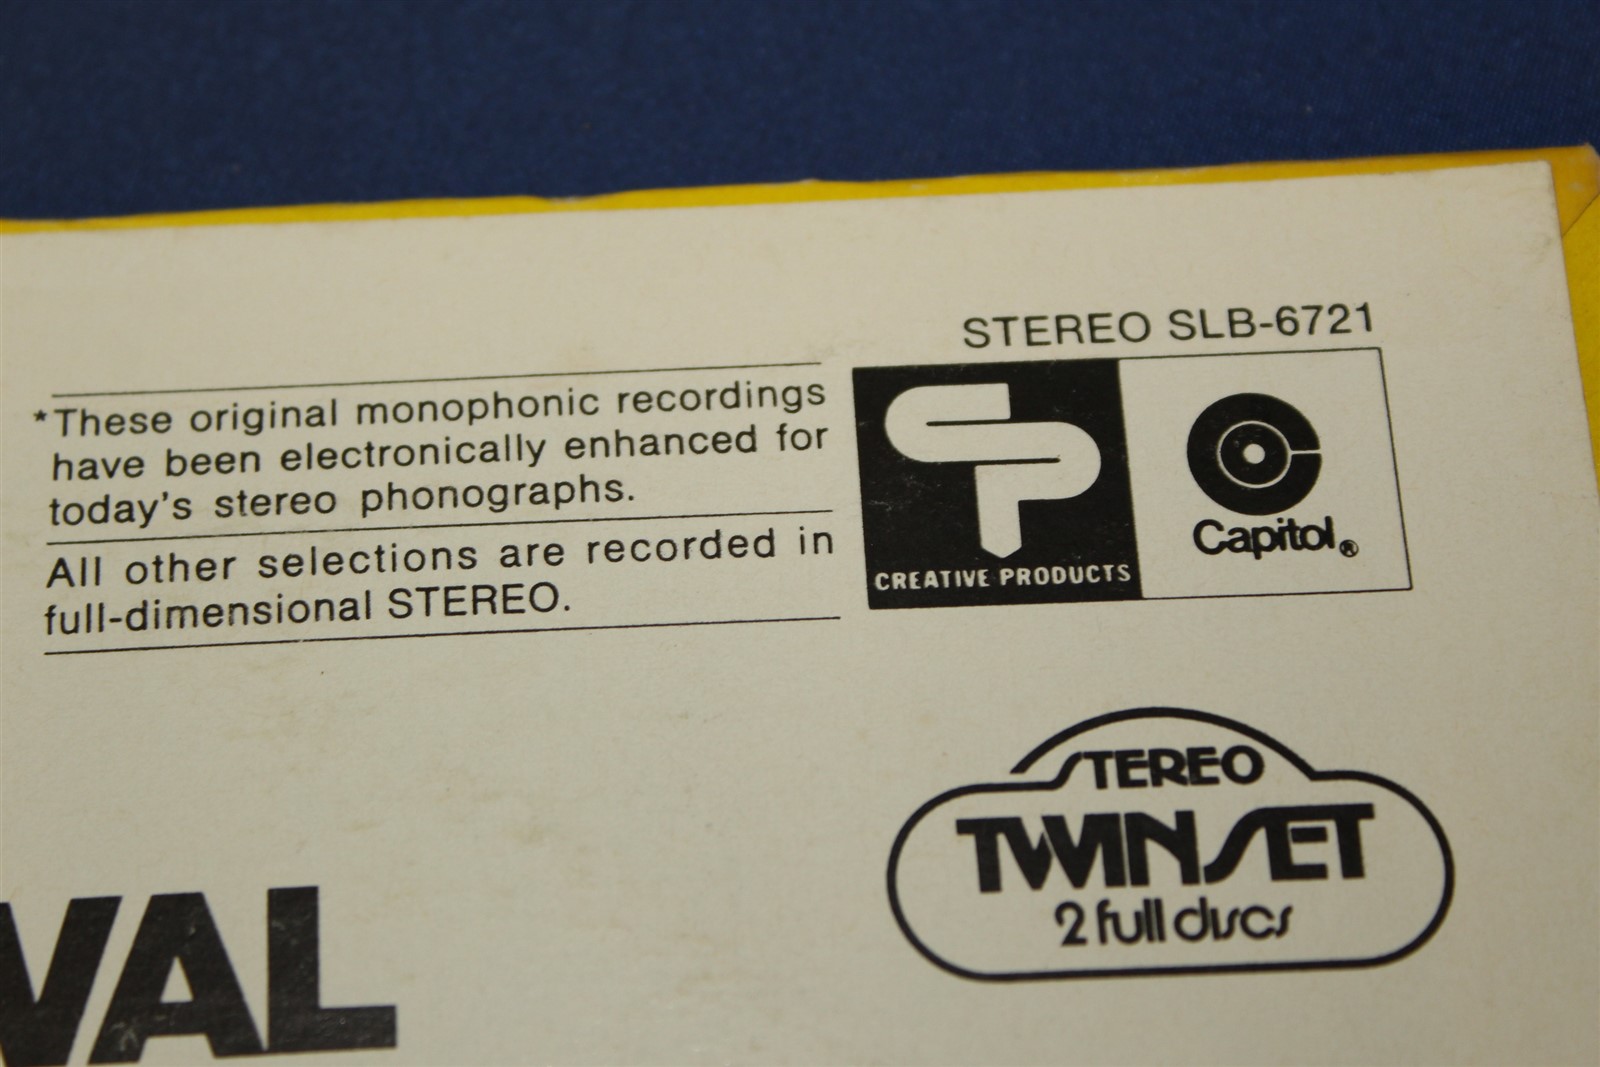 STEREO SLB-6721
*These original monophonic recordings
have been electronically enhanced for
today's stereo phonographs.
All other selections are recorded in
full-dimensional STEREO.
CP
CREATIVE PRODUCTS
Capitol®
STEREO
TWINSET
2 full discs
VAL